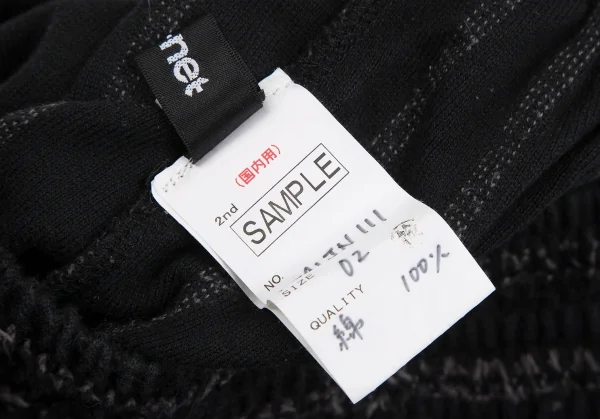 net
(国内用)
2nd SAMPLE
NO.
SIZE 02
QUALITY
綿 100%